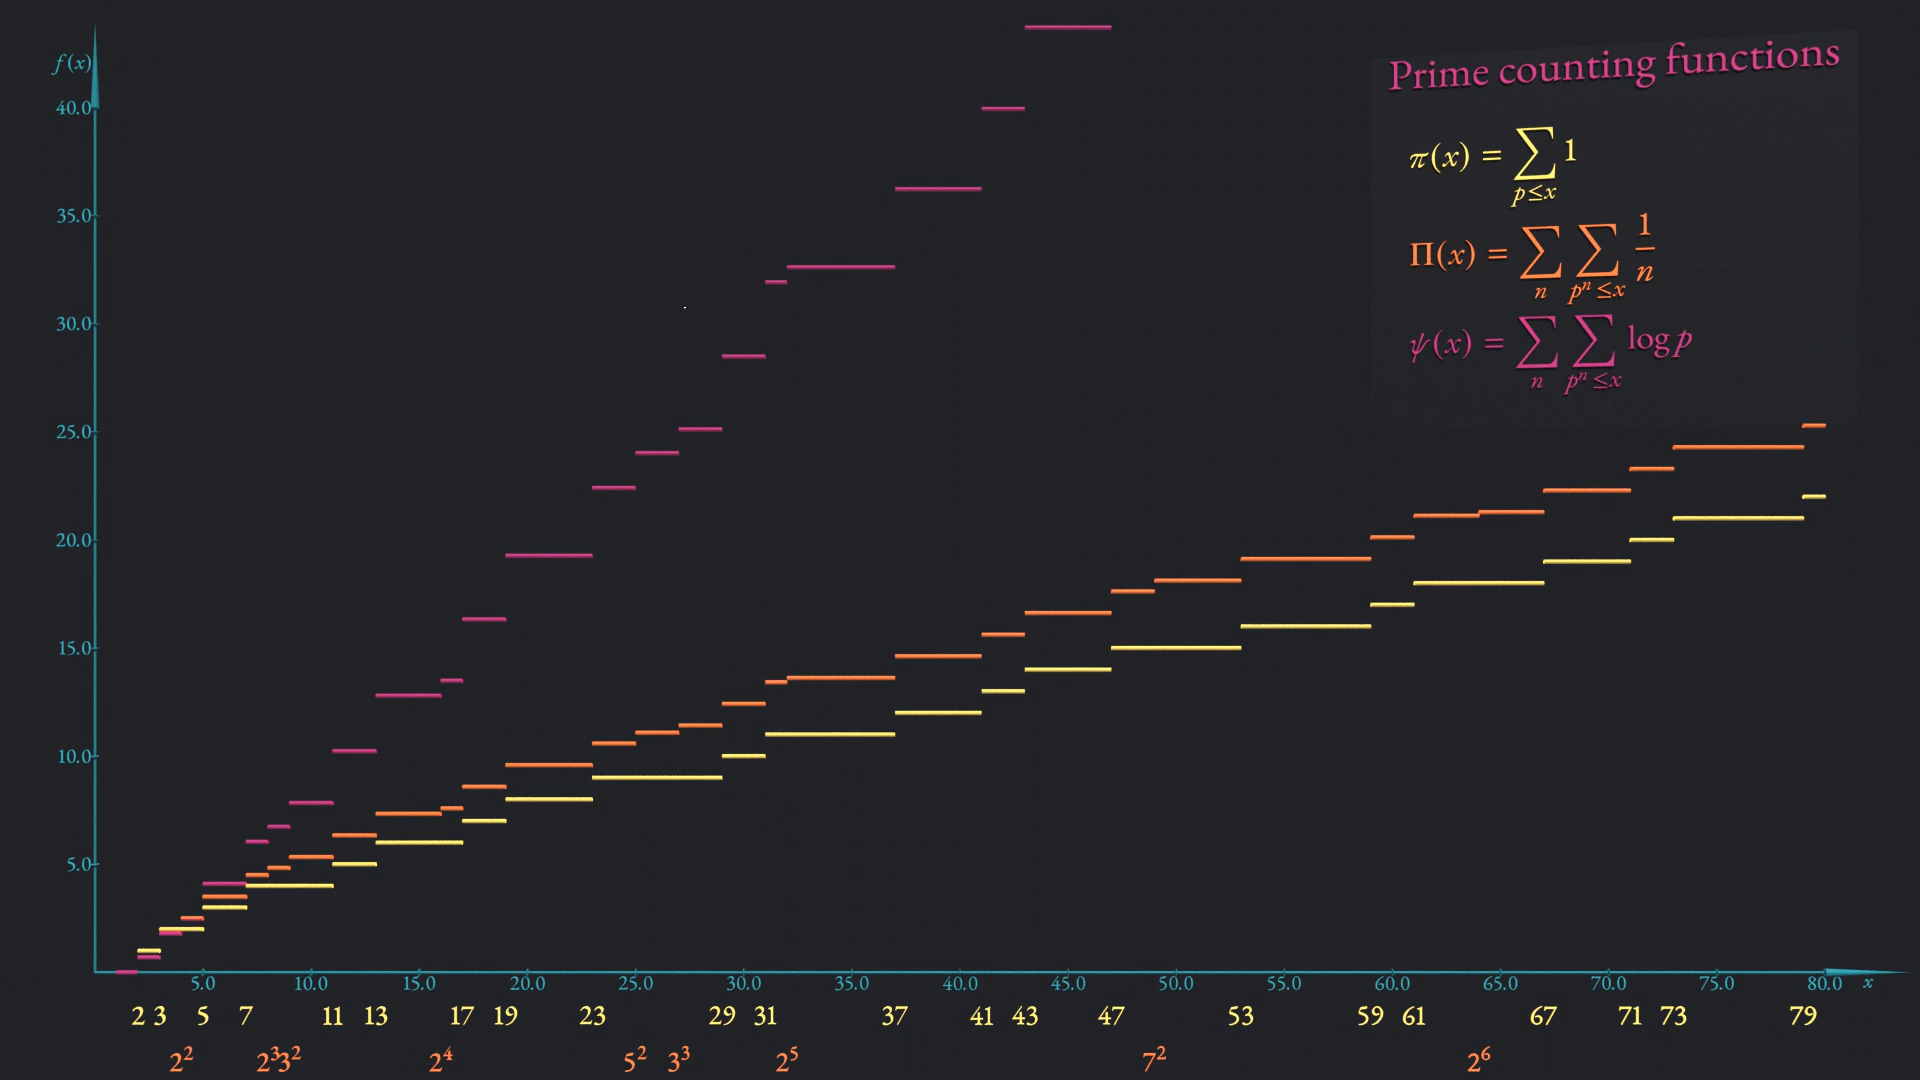 Prime counting functions
f(x)
π(x) = ∑ 1
p≤x
Π(x) = ∑ ∑ 1/n
n pⁿ≤x
ψ(x) = ∑ ∑ log p
n pⁿ≤x
40.0
35.0
30.0
25.0
20.0
15.0
10.0
5.0
5.0 10.0 15.0 20.0 25.0 30.0 35.0 40.0 45.0 50.0 55.0 60.0 65.0 70.0 75.0 80.0 x
2 3 5 7 11 13 17 19 23 29 31 37 41 43 47 53 59 61 67 71 73 79
2² 2³ 3² 2⁴ 5² 3³ 2⁵ 7² 2⁶